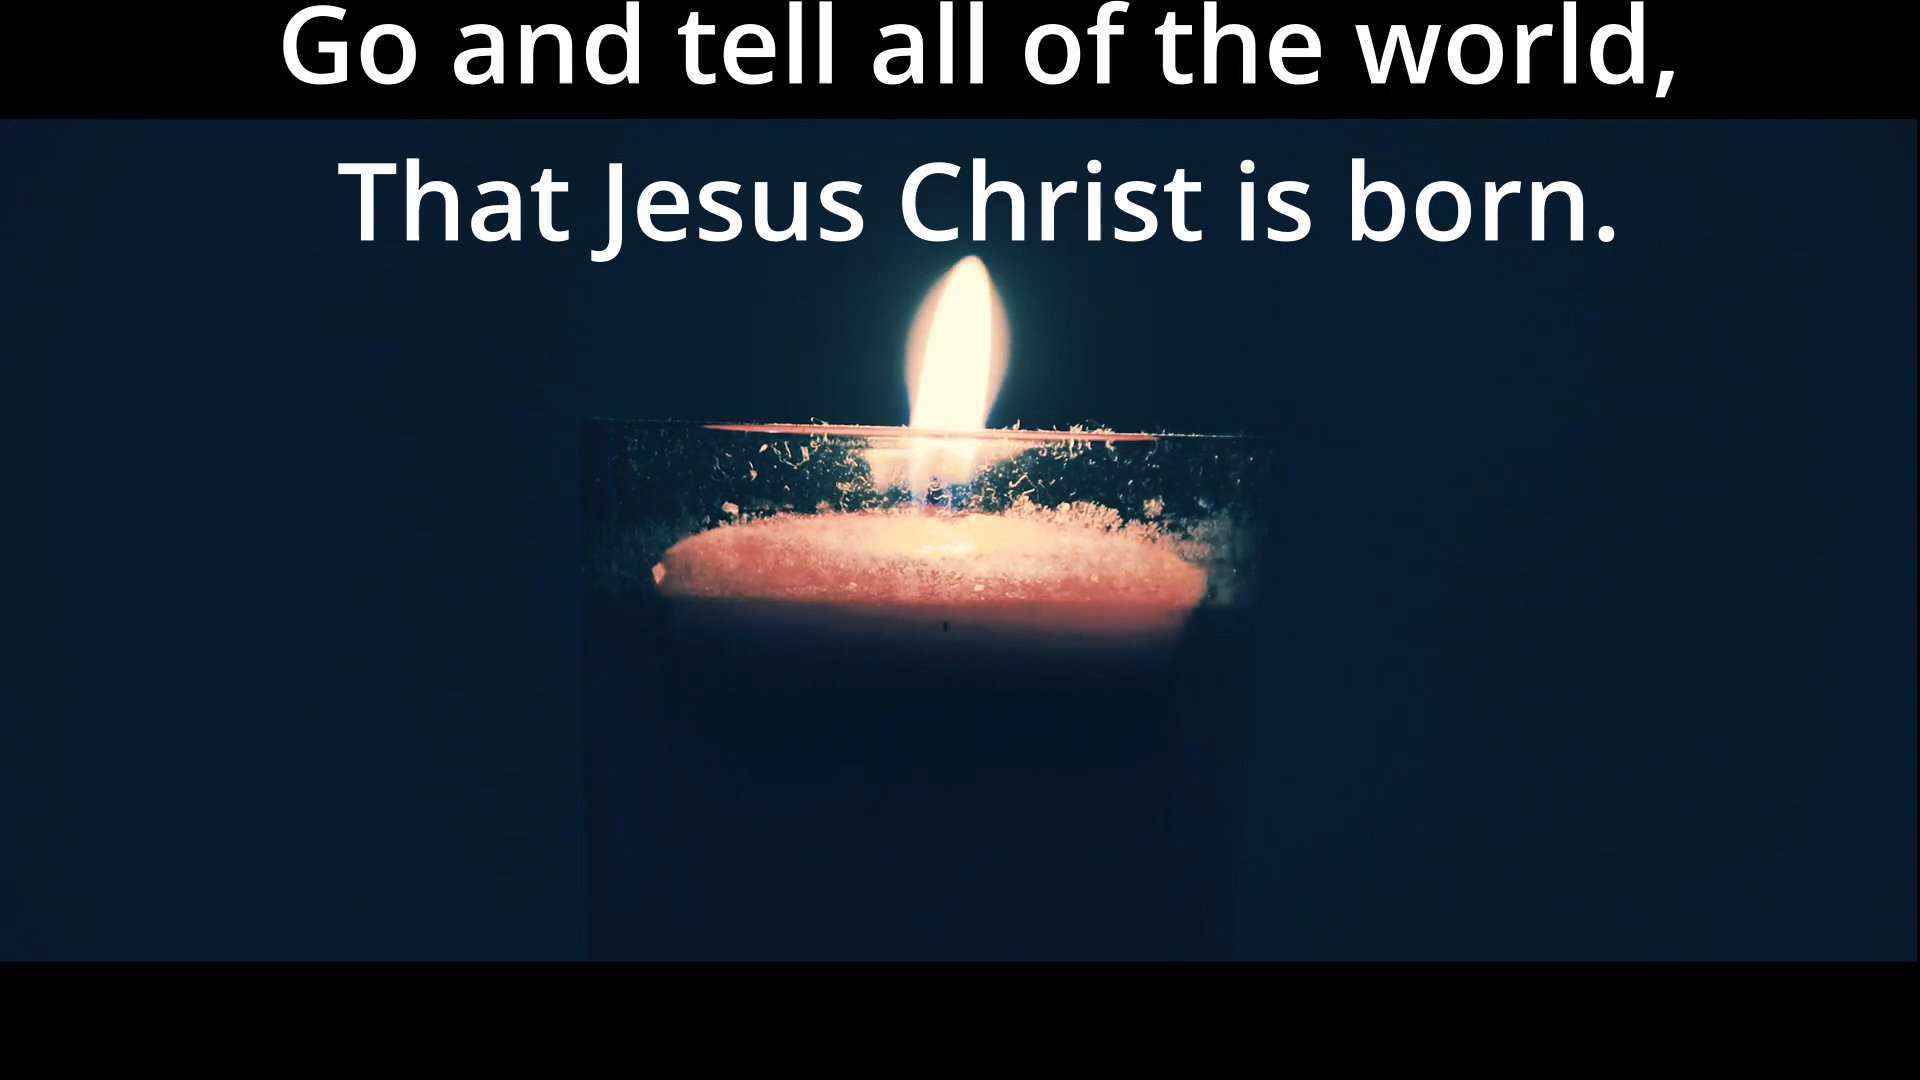 Go and tell all of the world,
That Jesus Christ is born.